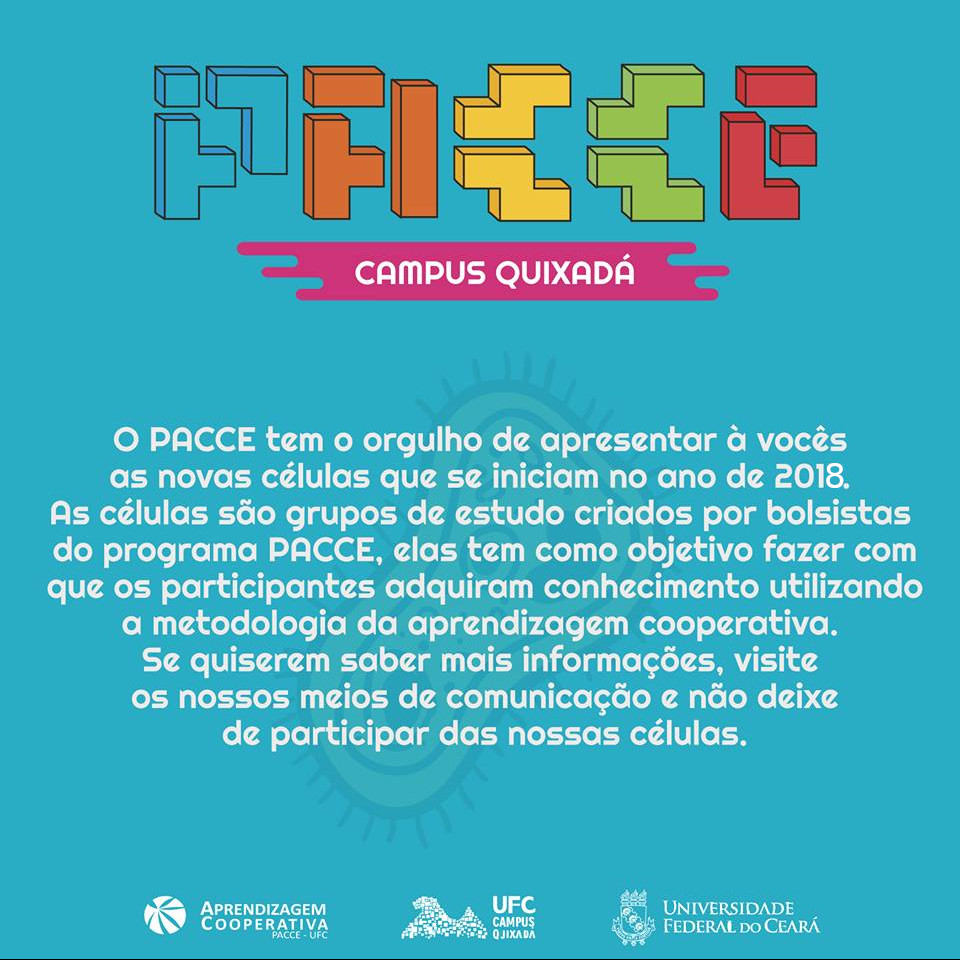 PACCE
CAMPUS QUIXADÁ
O PACCE tem o orgulho de apresentar à vocês
as novas células que se iniciam no ano de 2018.
As células são grupos de estudo criados por bolsistas
do programa PACCE, elas tem como objetivo fazer com
que os participantes adquiram conhecimento utilizando
a metodologia da aprendizagem cooperativa.
Se quiserem saber mais informações, visite
os nossos meios de comunicação e não deixe
de participar das nossas células.
APRENDIZAGEM
COOPERATIVA
PACCE - UFC
UFC
CAMPUS
QUIXADÁ
UNIVERSIDADE
FEDERAL DO CEARÁ